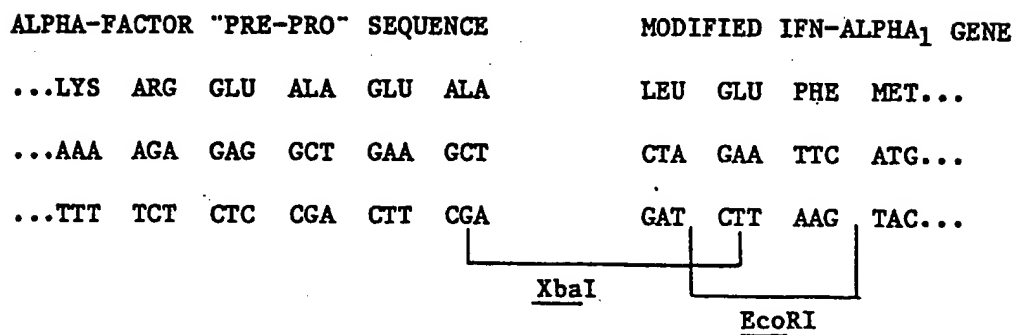 ALPHA-FACTOR "PRE-PRO" SEQUENCE MODIFIED IFN-ALPHA1 GENE
...LYS ARG GLU ALA GLU ALA LEU GLU PHE MET...
...AAA AGA GAG GCT GAA GCT CTA GAA TTC ATG...
...TTT TCT CTC CGA CTT CGA GAT CTT AAG TAC...
XbaI
EcoRI